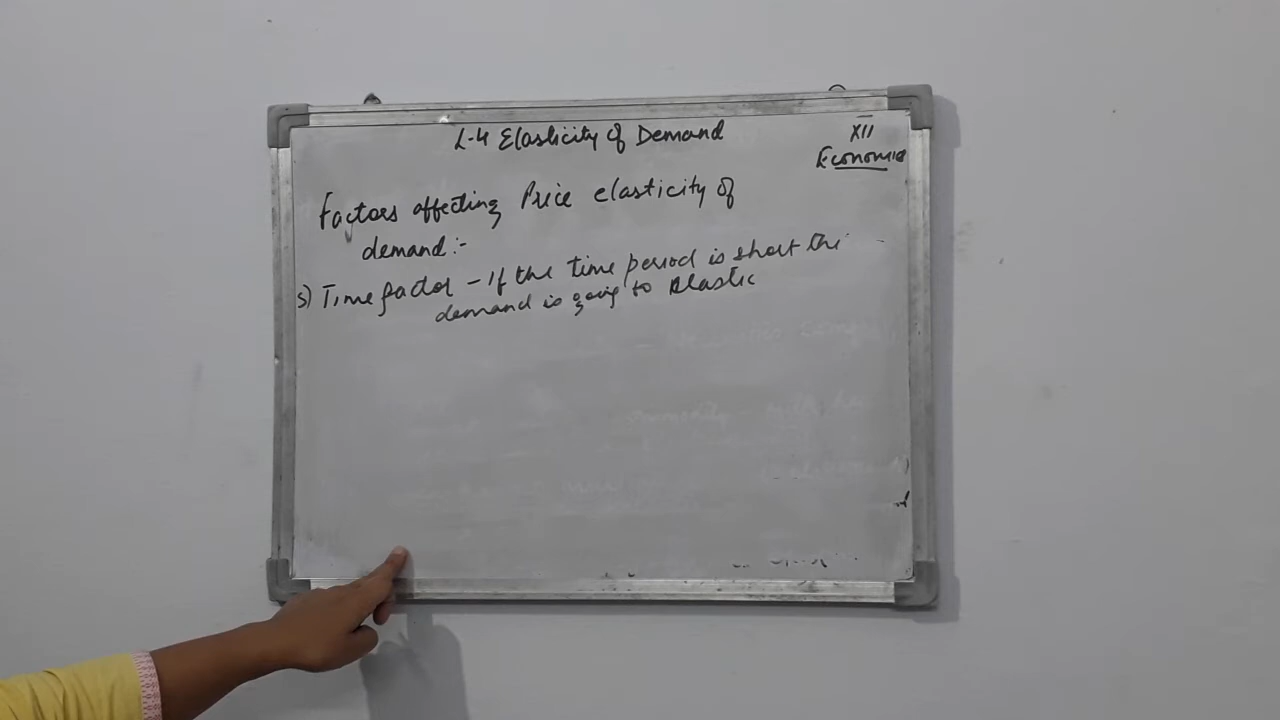 L-4 Elasticity of Demand
XII
Economics
Factors affecting Price elasticity of
demand :-
5) Time factor - If the time period is short the
demand is going to elastic